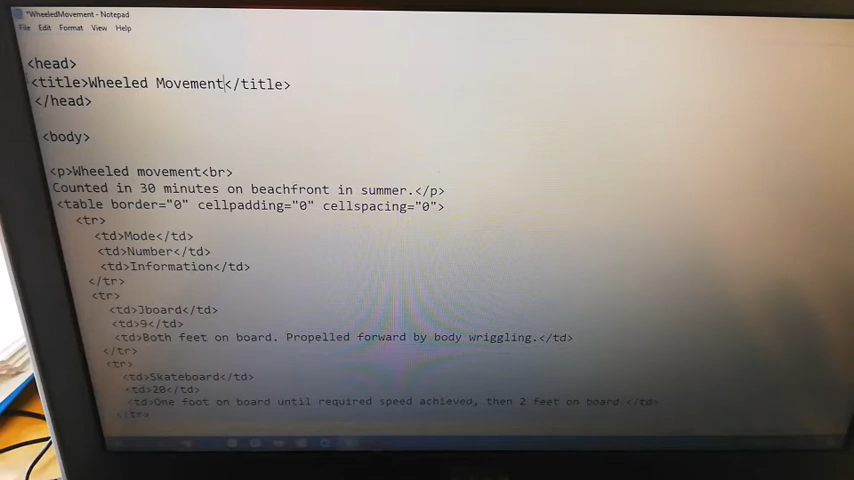 *WheeledMovement - Notepad
File Edit Format View Help
<head>
<title>Wheeled Movement</title>
</head>
<body>
<p>Wheeled movement<br>
Counted in 30 minutes on beachfront in summer.</p>
<table border="0" cellpadding="0" cellspacing="0">
<tr>
<td>Mode</td>
<td>Number</td>
<td>Information</td>
</tr>
<tr>
<td>Jboard</td>
<td>9</td>
<td>Both feet on board. Propelled forward by body wriggling.</td>
</tr>
<tr>
<td>Skateboard</td>
<td>20</td>
<td>One foot on board until required speed achieved, then 2 feet on board.</td>
</tr>